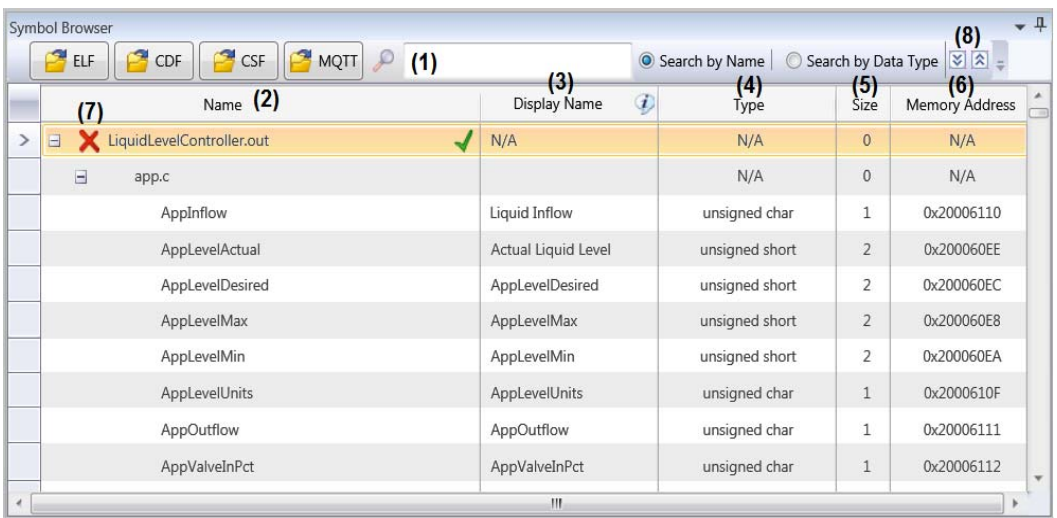 Symbol Browser
ELF CDF CSF MQTT (1) Search by Name Search by Data Type (8)
(7) Name (2) Display Name (3) Type (4) Size (5) Memory Address (6)
LiquidLevelController.out N/A N/A 0 N/A
app.c N/A 0 N/A
AppInflow Liquid Inflow unsigned char 1 0x20006110
AppLevelActual Actual Liquid Level unsigned short 2 0x200060EE
AppLevelDesired AppLevelDesired unsigned short 2 0x200060EC
AppLevelMax AppLevelMax unsigned short 2 0x200060E8
AppLevelMin AppLevelMin unsigned short 2 0x200060EA
AppLevelUnits AppLevelUnits unsigned char 1 0x2000610F
AppOutflow AppOutflow unsigned char 1 0x20006111
AppValveInPct AppValveInPct unsigned char 1 0x20006112